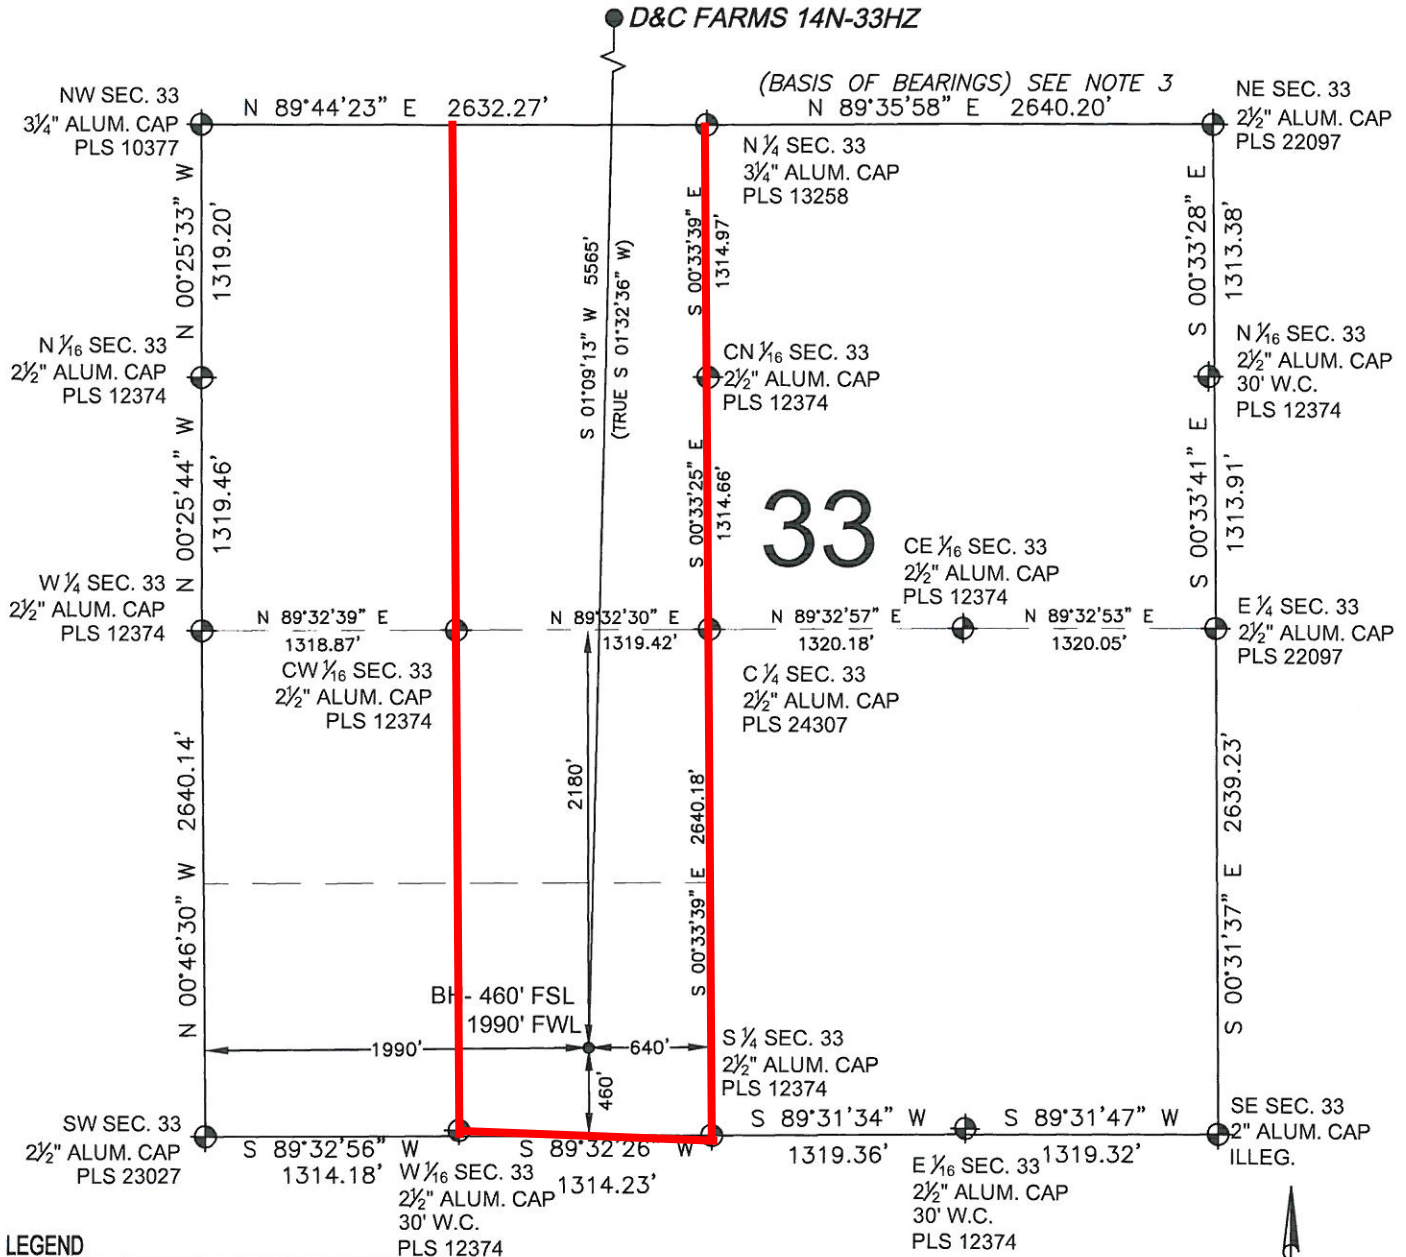 D&C FARMS 14N-33HZ
(BASIS OF BEARINGS) SEE NOTE 3
NW SEC. 33
3¼" ALUM. CAP
PLS 10377
N 89°44'23" E 2632.27'
N 89°35'58" E 2640.20'
NE SEC. 33
2½" ALUM. CAP
PLS 22097
N ¼ SEC. 33
3¼" ALUM. CAP
PLS 13258
N 00°25'33" W
1319.20'
S 01°09'13" W 5565'
(TRUE S 01°32'36" W)
S 00°33'39" E
1314.97'
S 00°33'28" E
1313.38'
N 1/16 SEC. 33
2½" ALUM. CAP
PLS 12374
CN 1/16 SEC. 33
2½" ALUM. CAP
PLS 12374
N 1/16 SEC. 33
2½" ALUM. CAP
30' W.C.
PLS 12374
N 00°25'44" W
1319.46'
S 00°33'25" E
1314.66'
33
S 00°33'41" E
1313.91'
W ¼ SEC. 33
2½" ALUM. CAP
PLS 12374
CE 1/16 SEC. 33
2½" ALUM. CAP
PLS 12374
E ¼ SEC. 33
2½" ALUM. CAP
PLS 22097
N 89°32'39" E
1318.87'
N 89°32'30" E
1319.42'
N 89°32'57" E
1320.18'
N 89°32'53" E
1320.05'
CW 1/16 SEC. 33
2½" ALUM. CAP
PLS 12374
C ¼ SEC. 33
2½" ALUM. CAP
PLS 24307
N 00°46'30" W 2640.14'
2180'
S 00°33'39" E 2640.18'
S 00°31'37" E 2639.23'
BH- 460' FSL
1990' FWL
1990'
640'
460'
S ¼ SEC. 33
2½" ALUM. CAP
PLS 12374
SW SEC. 33
2½" ALUM. CAP
PLS 23027
S 89°32'56" W
1314.18'
S 89°32'26" W
1314.23'
S 89°31'34" W
1319.36'
S 89°31'47" W
1319.32'
SE SEC. 33
2" ALUM. CAP
ILLEG.
W 1/16 SEC. 33
2½" ALUM. CAP
30' W.C.
PLS 12374
E 1/16 SEC. 33
2½" ALUM. CAP
30' W.C.
PLS 12374
LEGEND